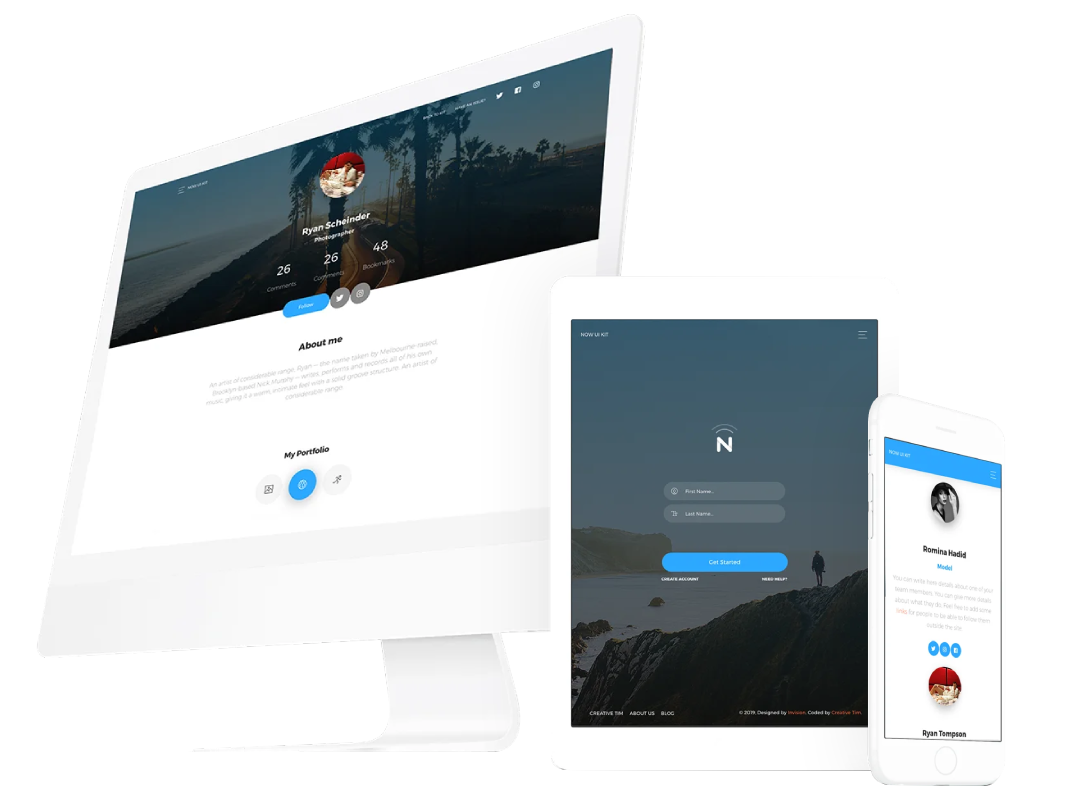 NOW UI KIT
BACK TO KIT
HAVE AN ISSUE?
Ryan Scheinder
Photographer
26
Comments
26
Comments
48
Bookmarks
Follow
About me
An artist of considerable range, Ryan — the name taken by Melbourne-raised,
Brooklyn-based Nick Murphy — writes, performs and records all of his own
music, giving it a warm, intimate feel with a solid groove structure. An artist of
considerable range.
My Portfolio
NOW UI KIT
N
First Name...
Last Name...
Get Started
CREATE ACCOUNT
NEED HELP?
CREATIVE TIM ABOUT US BLOG
© 2019, Designed by Invision. Coded by Creative Tim.
NOW UI KIT
Romina Hadid
Model
You can write here details about one of your
team members. You can give more details
about what they do. Feel free to add some
links for people to be able to follow them
outside the site.
Ryan Tompson